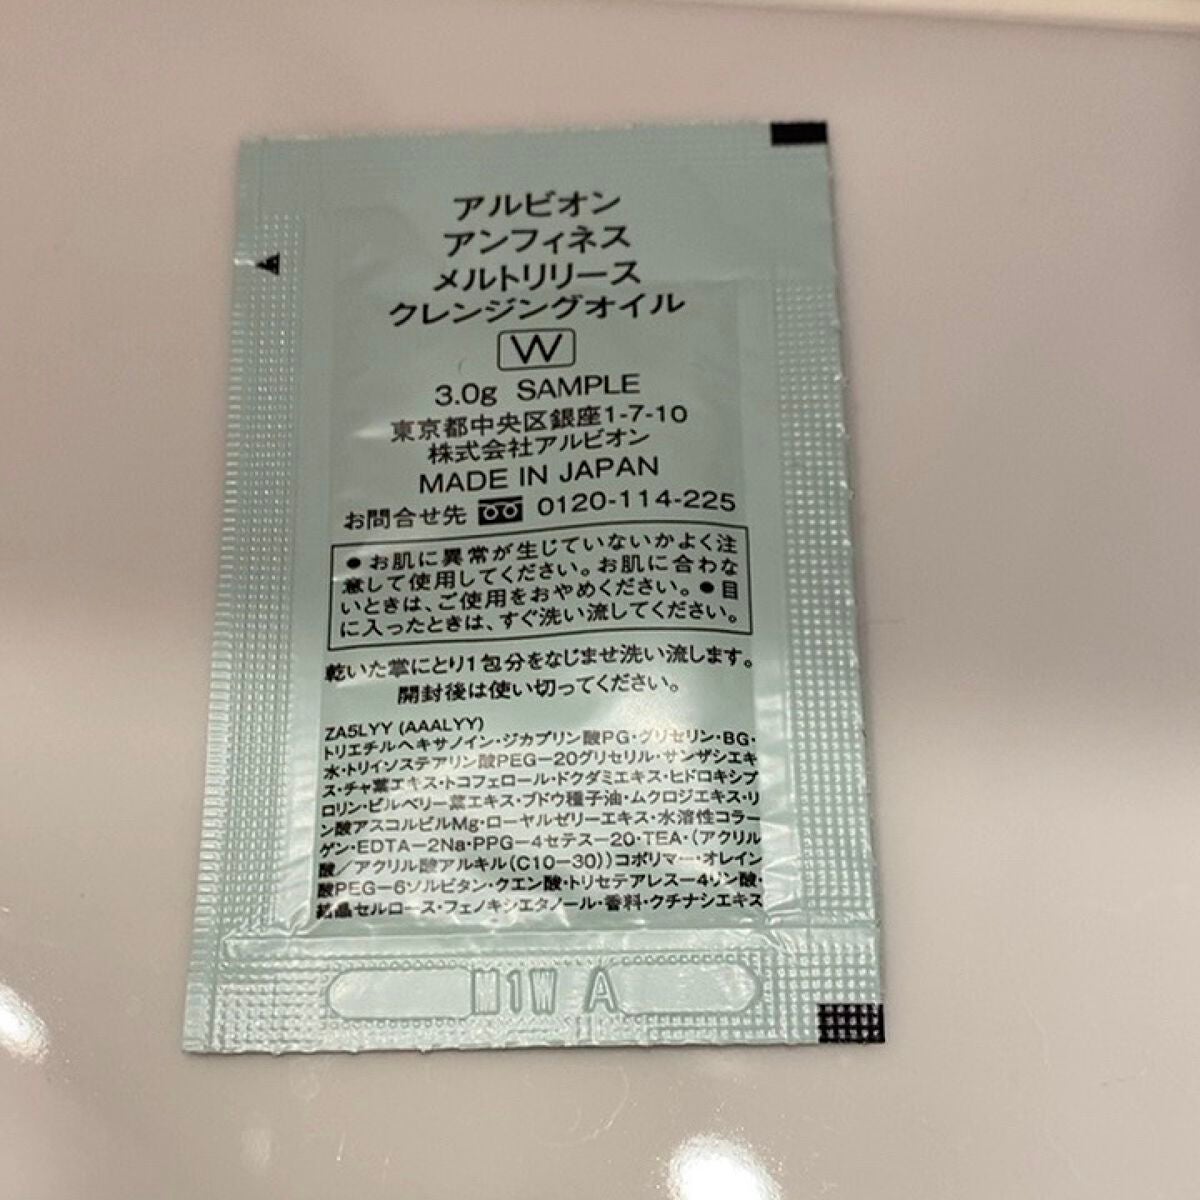 アルビオン
アンフィネス
メルトリリース
クレンジングオイル
W
3.0g SAMPLE
東京都中央区銀座1-7-10
株式会社アルビオン
MADE IN JAPAN
お問合せ先 0120-114-225
●お肌に異常が生じていないかよく注
意して使用してください。お肌に合わな
いときは、ご使用をおやめください。●目
に入ったときは、すぐ洗い流してください。
乾いた掌にとり1包分をなじませ洗い流します。
開封後は使い切ってください。
ZA5LYY (AAALYY)
トリエチルヘキサノイン・ジカプリン酸PG・グリセリン・BG・
水・トリイソステアリン酸PEG-20グリセリル・サンザシエキ
ス・チャ葉エキス・トコフェロール・ドクダミエキス・ヒドロキシプ
ロリン・ビルベリー葉エキス・ブドウ種子油・ムクロジエキス・リ
ン酸アスコルビルMg・ローヤルゼリーエキス・水溶性コラー
ゲン・EDTA-2Na・PPG-4セテス-20・TEA・(アクリル
酸/アクリル酸アルキル(C10-30))コポリマー・オレイン
酸PEG-6ソルビタン・クエン酸・トリセテアレス-4リン酸・
結晶セルロース・フェノキシエタノール・香料・クチナシエキス
M1W A